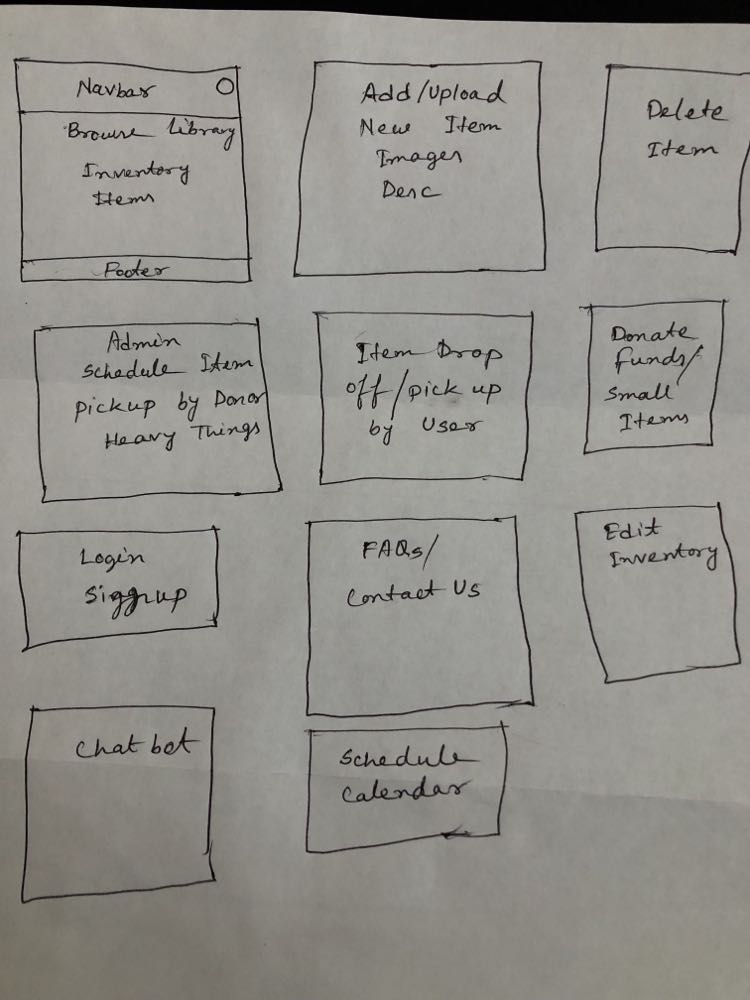 Navbar
Browse Library
Inventory
Items
Footer
Add/Upload
New Item
Images
Desc
Delete
Item
Admin
Schedule Item
pickup by Donor
Heavy Things
Item Drop
off/pick up
by User
Donate
Funds/
Small
Items
Login
Siggnup
FAQs/
Contact Us
Edit
Inventory
Chat bot
Schedule
Calendar